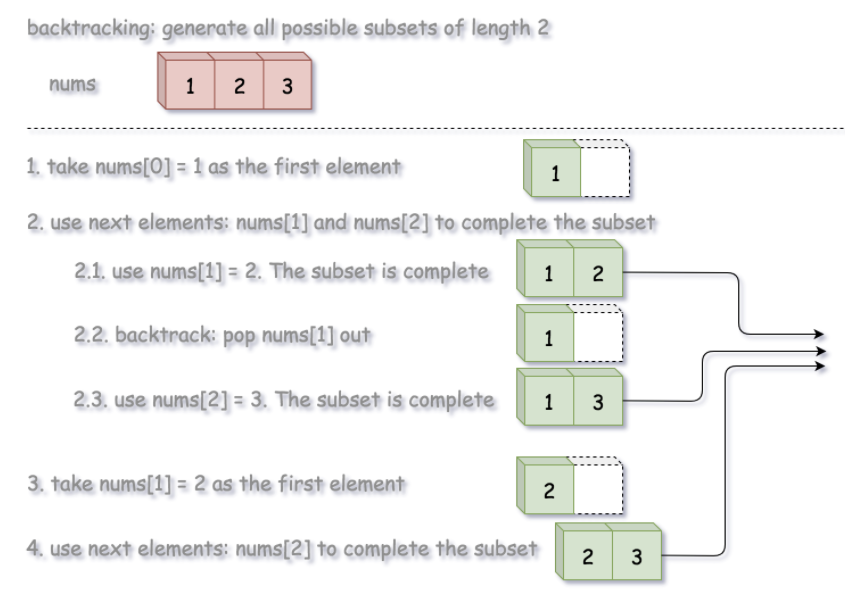 backtracking: generate all possible subsets of length 2
nums 1 2 3
1. take nums[0] = 1 as the first element 1
2. use next elements: nums[1] and nums[2] to complete the subset
2.1. use nums[1] = 2. The subset is complete 1 2
2.2. backtrack: pop nums[1] out 1
2.3. use nums[2] = 3. The subset is complete 1 3
3. take nums[1] = 2 as the first element 2
4. use next elements: nums[2] to complete the subset 2 3